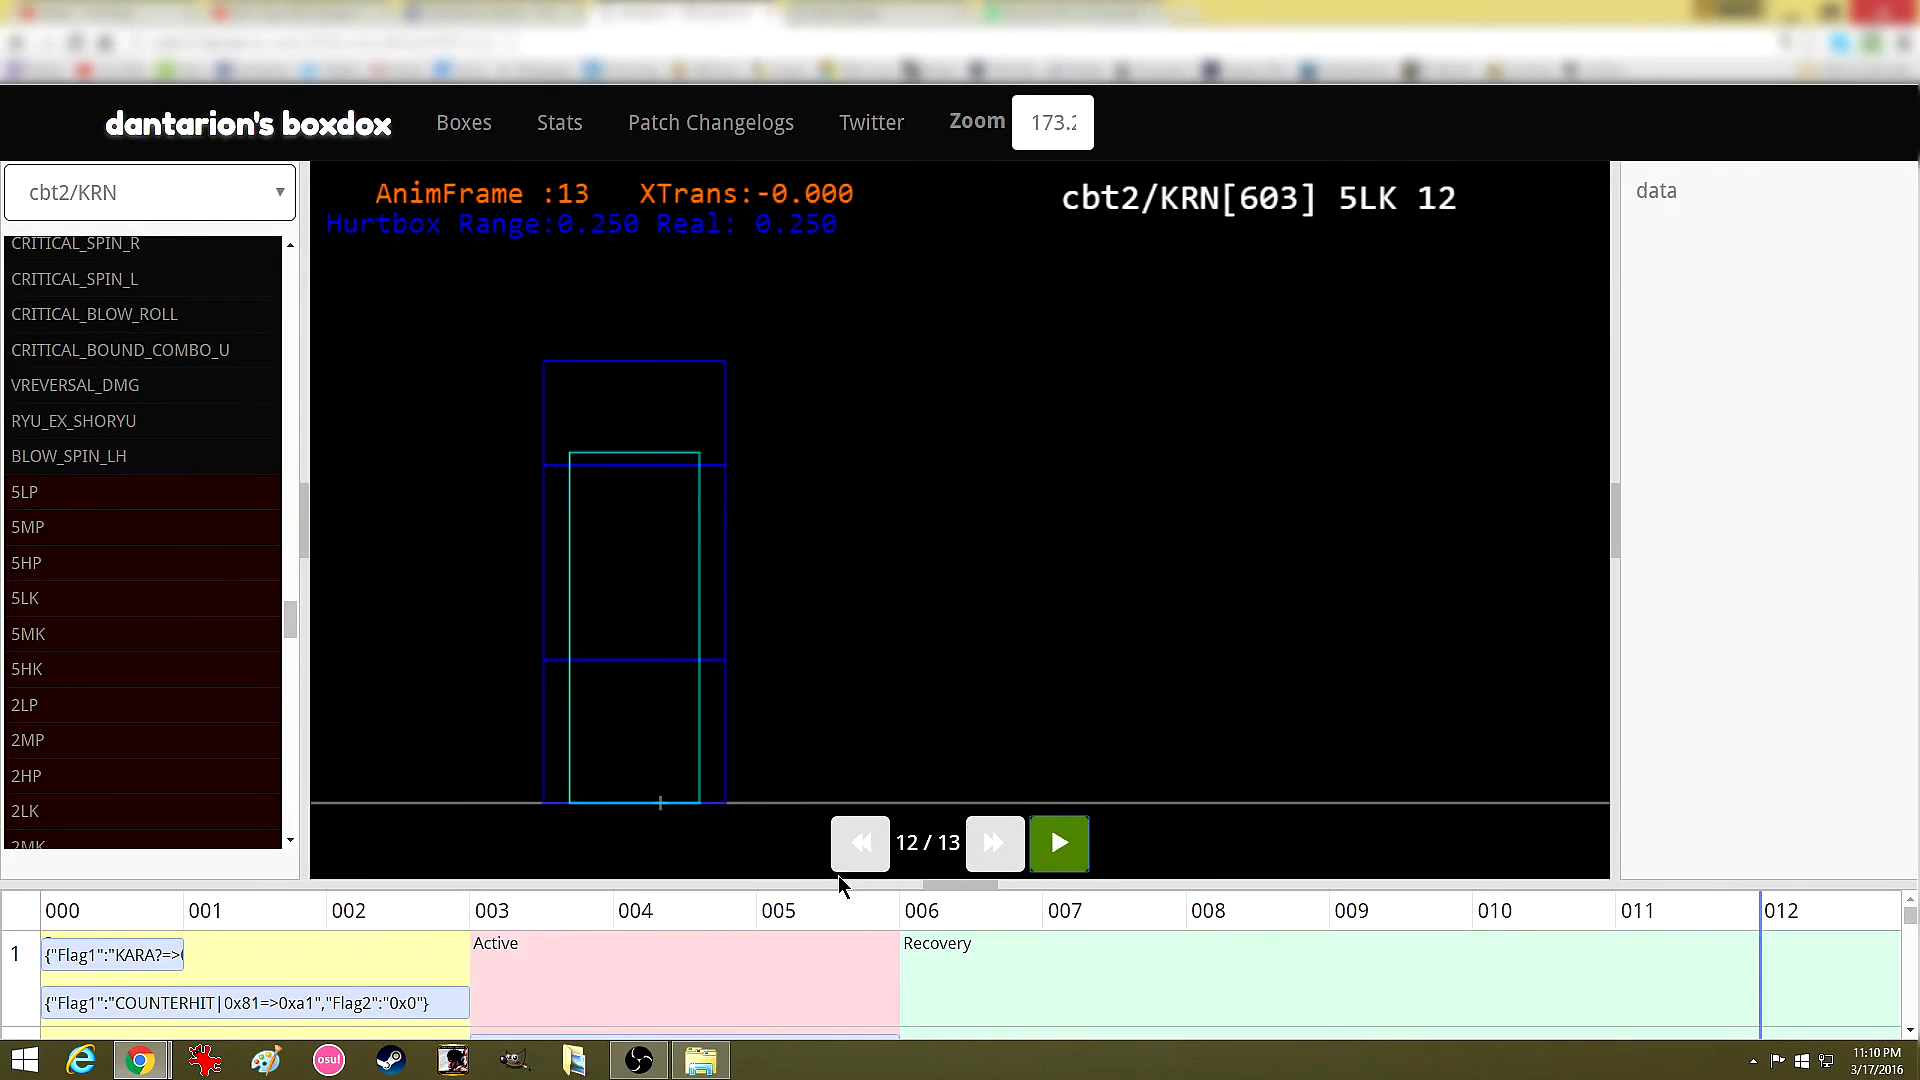 dantarion's boxdox
Boxes
Stats
Patch Changelogs
Twitter
Zoom
173.2
cbt2/KRN
CRITICAL_SPIN_R
CRITICAL_SPIN_L
CRITICAL_BLOW_ROLL
CRITICAL_BOUND_COMBO_U
VREVERSAL_DMG
RYU_EX_SHORYU
BLOW_SPIN_LH
5LP
5MP
5HP
5LK
5MK
5HK
2LP
2MP
2HP
2LK
2MK
AnimFrame :13 XTrans:-0.000
Hurtbox Range:0.250 Real: 0.250
cbt2/KRN[603] 5LK 12
data
12 / 13
000 001 002 003 004 005 006 007 008 009 010 011 012
1
{"Flag1":"KARA?=>
Active
Recovery
{"Flag1":"COUNTERHIT|0x81=>0xa1","Flag2":"0x0"}
osu!
11:10 PM
3/17/2016